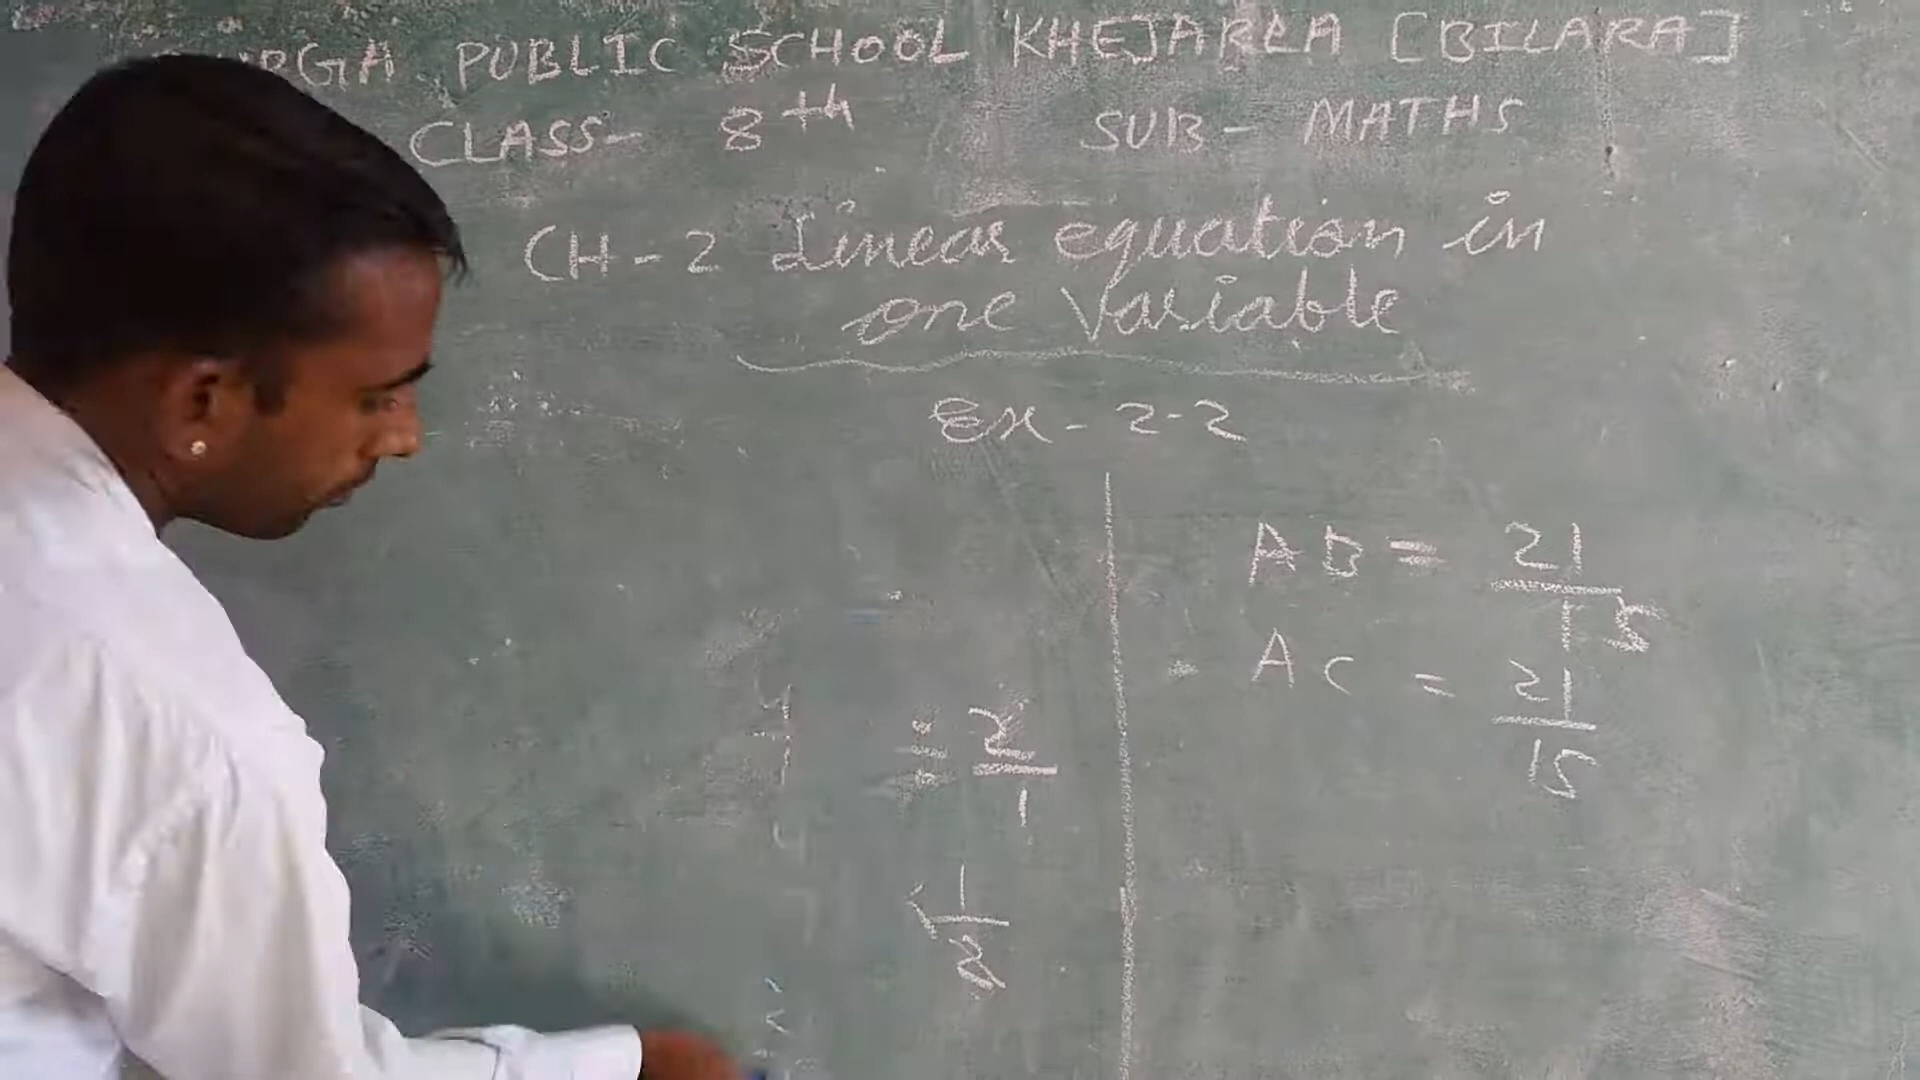 PUBLIC SCHOOL KHEJARLA [BILARA]
CLASS- 8th SUB- MATHS
CH-2 Linear equation in
one Variable
Ex-2-2
= 2/1
1/2
AB = 21/15
AC = 21/15